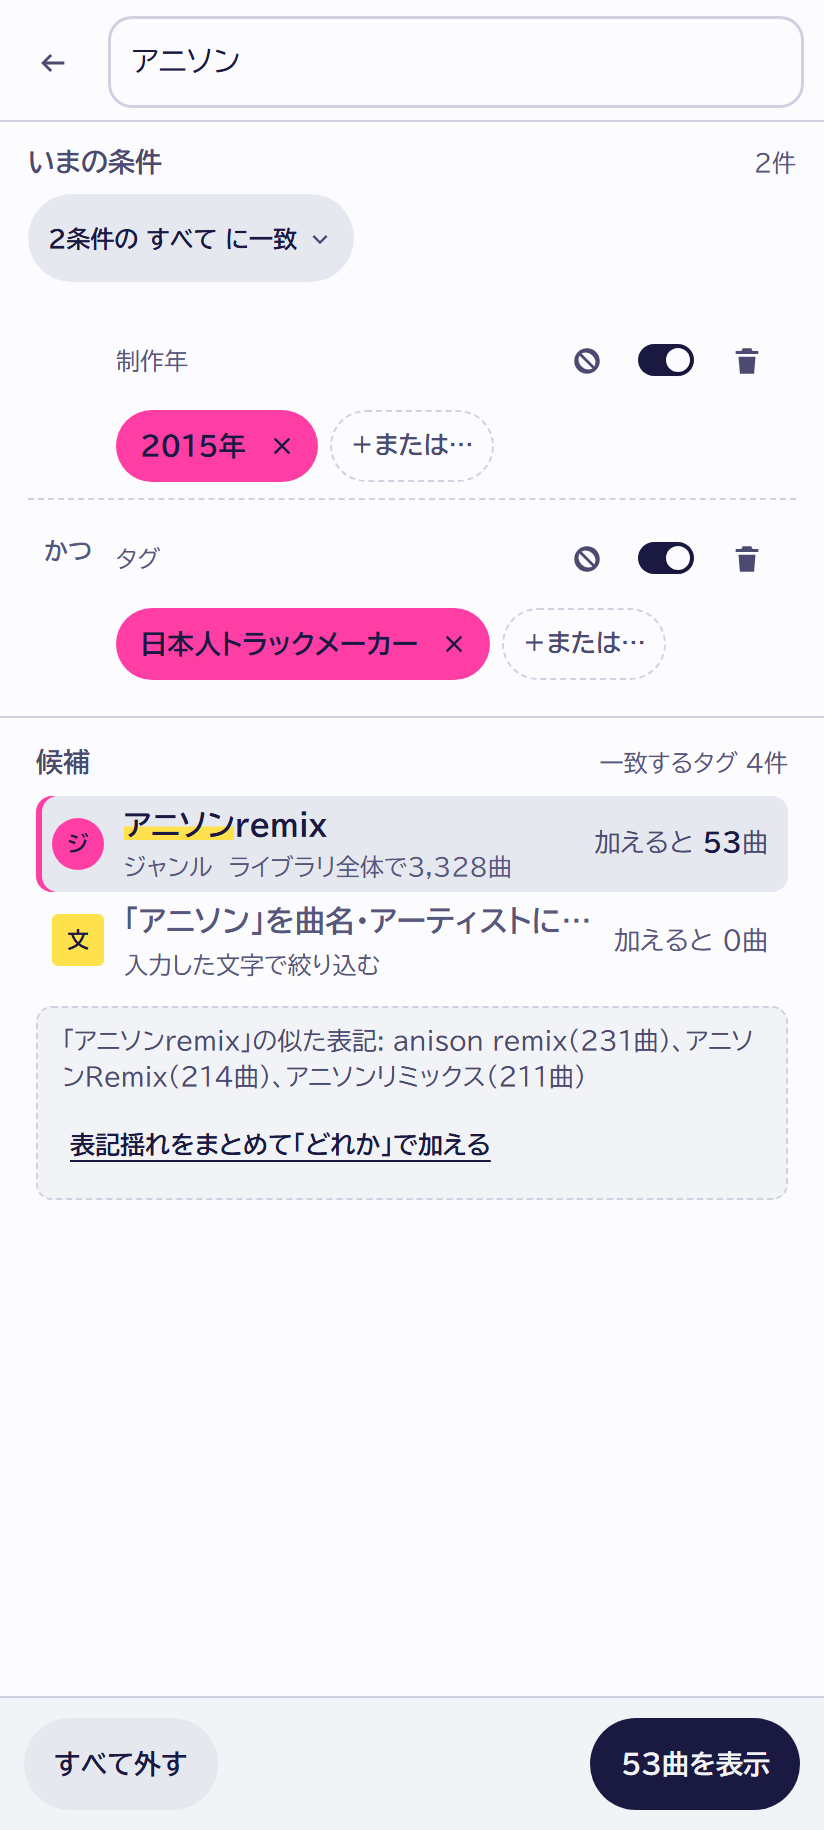 アニソン
いまの条件
2件
2条件の すべて に一致
制作年
2015年
+または…
かつ
タグ
日本人トラックメーカー
+または…
候補
一致するタグ 4件
ジ
アニソンremix
ジャンル ライブラリ全体で3,328曲
加えると 53曲
文
「アニソン」を曲名・アーティストに…
入力した文字で絞り込む
加えると 0曲
「アニソンremix」の似た表記: anison remix(231曲)、アニソ
ンRemix(214曲)、アニソンリミックス(211曲)
表記揺れをまとめて「どれか」で加える
すべて外す
53曲を表示